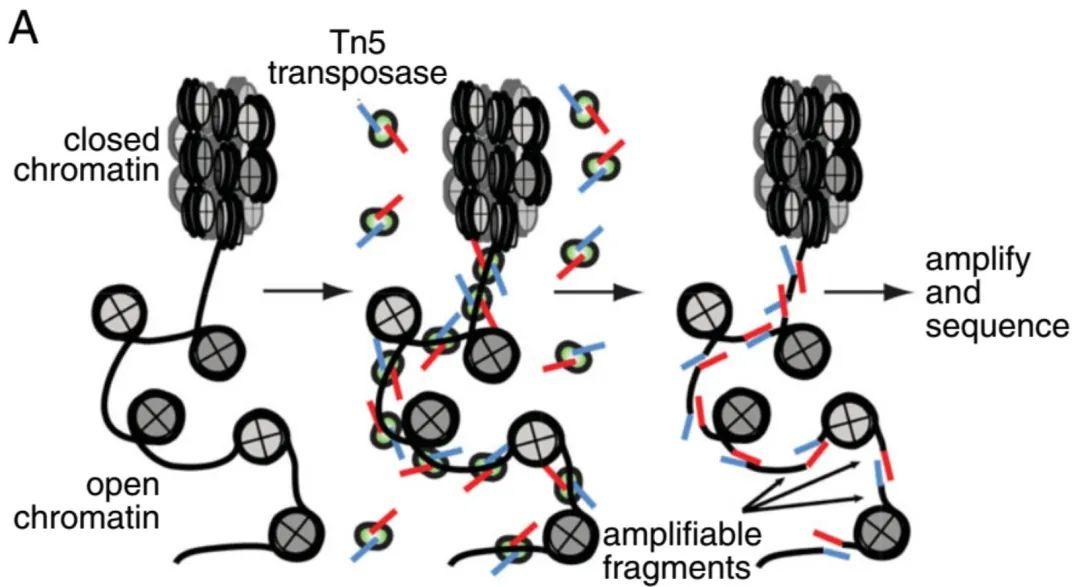 A
Tn5
transposase
closed
chromatin
amplify
and
sequence
open
chromatin
amplifiable
fragments